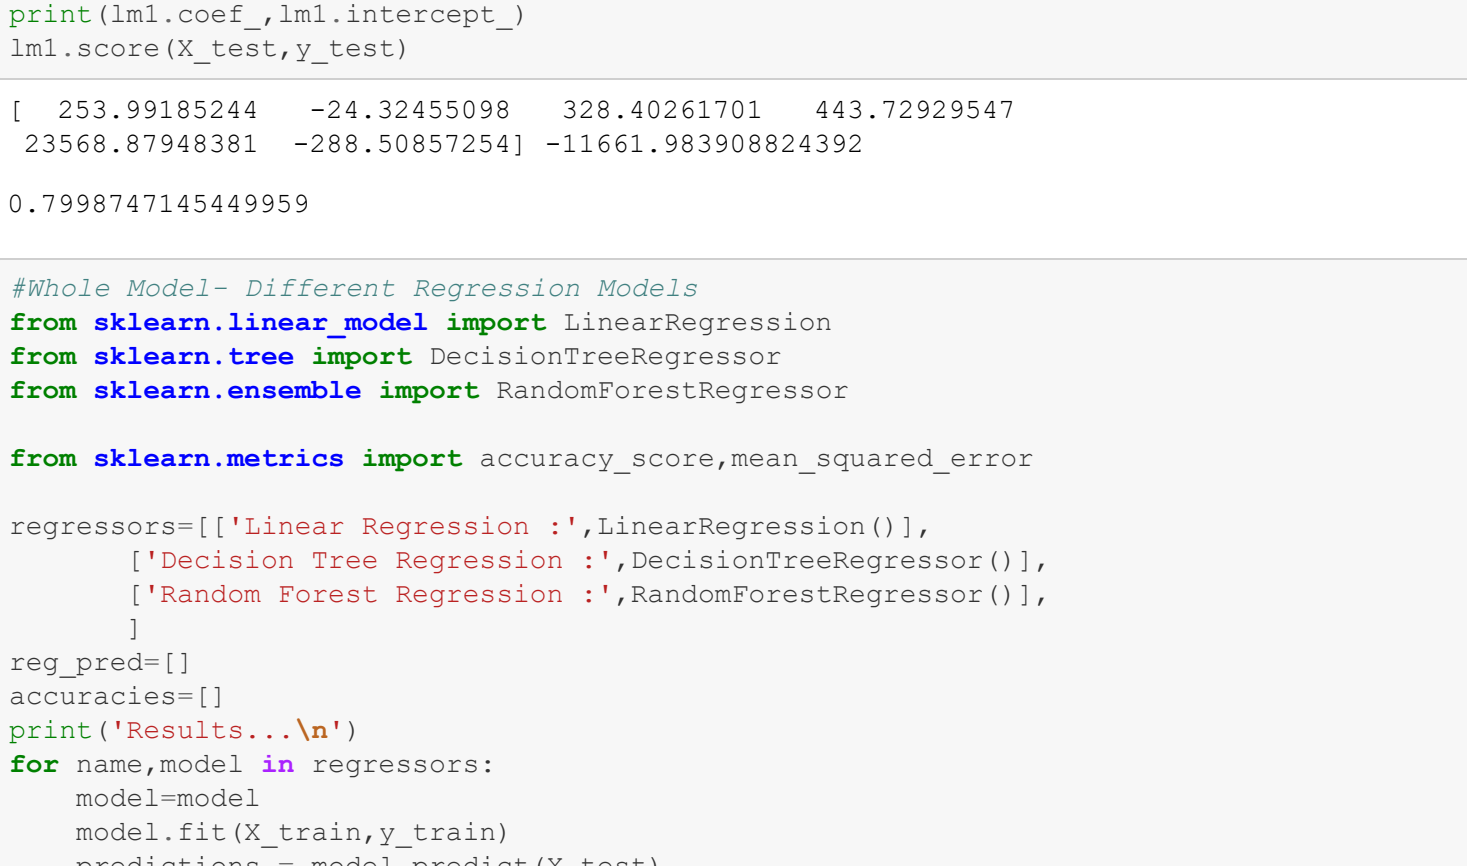 print(lm1.coef_,lm1.intercept_)
lm1.score(X_test,y_test)
[  253.99185244   -24.32455098   328.40261701   443.72929547
 23568.87948381  -288.50857254] -11661.983908824392
0.7998747145449959
#Whole Model- Different Regression Models
from sklearn.linear_model import LinearRegression
from sklearn.tree import DecisionTreeRegressor
from sklearn.ensemble import RandomForestRegressor
from sklearn.metrics import accuracy_score,mean_squared_error
regressors=[['Linear Regression :',LinearRegression()],
       ['Decision Tree Regression :',DecisionTreeRegressor()],
       ['Random Forest Regression :',RandomForestRegressor()],
       ]
reg_pred=[]
accuracies=[]
print('Results...\n')
for name,model in regressors:
    model=model
    model.fit(X_train,y_train)
    predictions = model.predict(X_test)